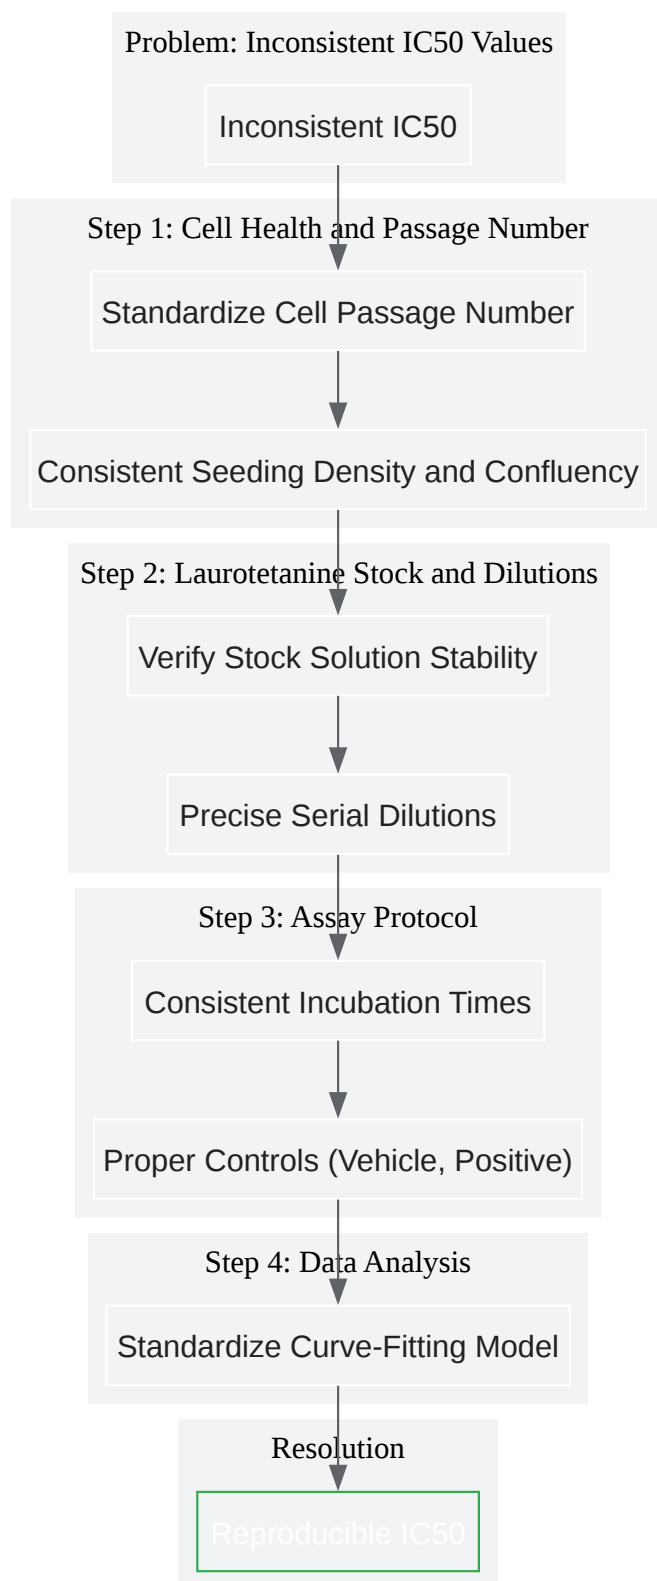 Problem: Inconsistent IC50 Values
Inconsistent IC50
Step 1: Cell Health and Passage Number
Standardize Cell Passage Number
Consistent Seeding Density and Confluency
Step 2: Laurotetanine Stock and Dilutions
Verify Stock Solution Stability
Precise Serial Dilutions
Step 3: Assay Protocol
Consistent Incubation Times
Proper Controls (Vehicle, Positive)
Step 4: Data Analysis
Standardize Curve-Fitting Model
Resolution
Reproducible IC50